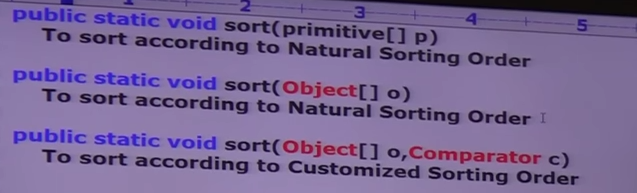 2 3 4 5
public static void sort(primitive[] p)
To sort according to Natural Sorting Order
public static void sort(Object[] o)
To sort according to Natural Sorting Order
public static void sort(Object[] o,Comparator c)
To sort according to Customized Sorting Order